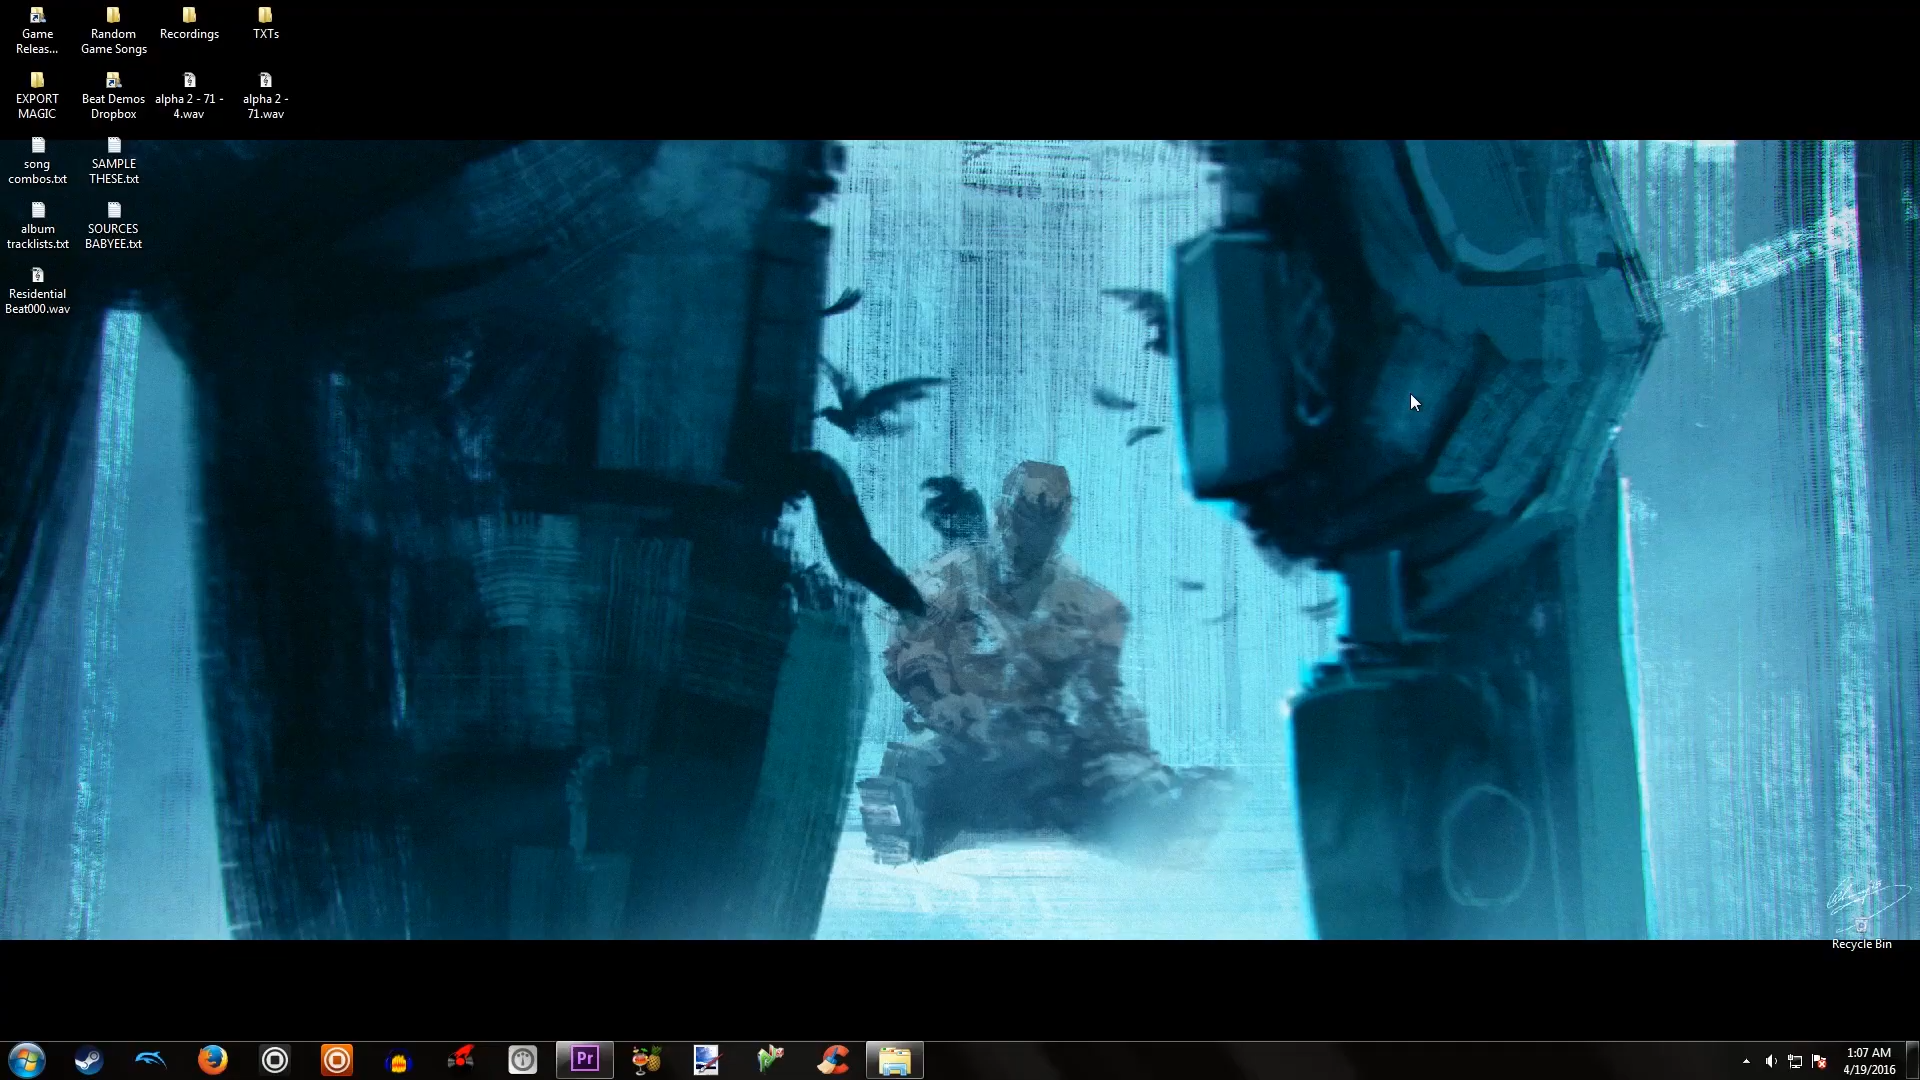 Game
Releas...
Random
Game Songs
Recordings
TXTs
EXPORT
MAGIC
Beat Demos
Dropbox
alpha 2 - 71 -
4.wav
alpha 2 -
71.wav
song
combos.txt
SAMPLE
THESE.txt
album
tracklists.txt
SOURCES
BABYEE.txt
Residential
Beat000.wav
Recycle Bin
Pr
1:07 AM
4/19/2016